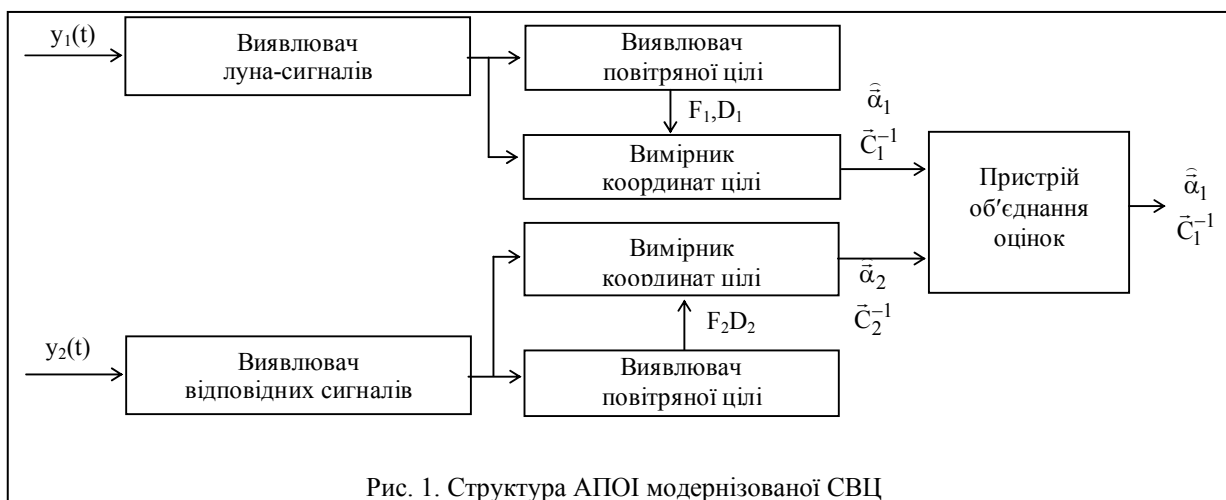 y₁(t)
Виявлювач
луна-сигналів
Виявлювач
повітряної цілі
F₁,D₁
Вимірник
координат цілі
α̂⃗₁
C⃗₁⁻¹
Пристрій
об′єднання
оцінок
α̂⃗₁
C⃗₁⁻¹
Вимірник
координат цілі
α̂⃗₂
C⃗₂⁻¹
F₂D₂
y₂(t)
Виявлювач
відповідних сигналів
Виявлювач
повітряної цілі
Рис. 1. Структура АПОІ модернізованої СВЦ